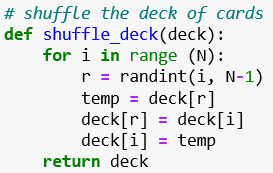 # shuffle the deck of cards
def shuffle_deck(deck):
    for i in range (N):
        r = randint(i, N-1)
        temp = deck[r]
        deck[r] = deck[i]
        deck[i] = temp
    return deck